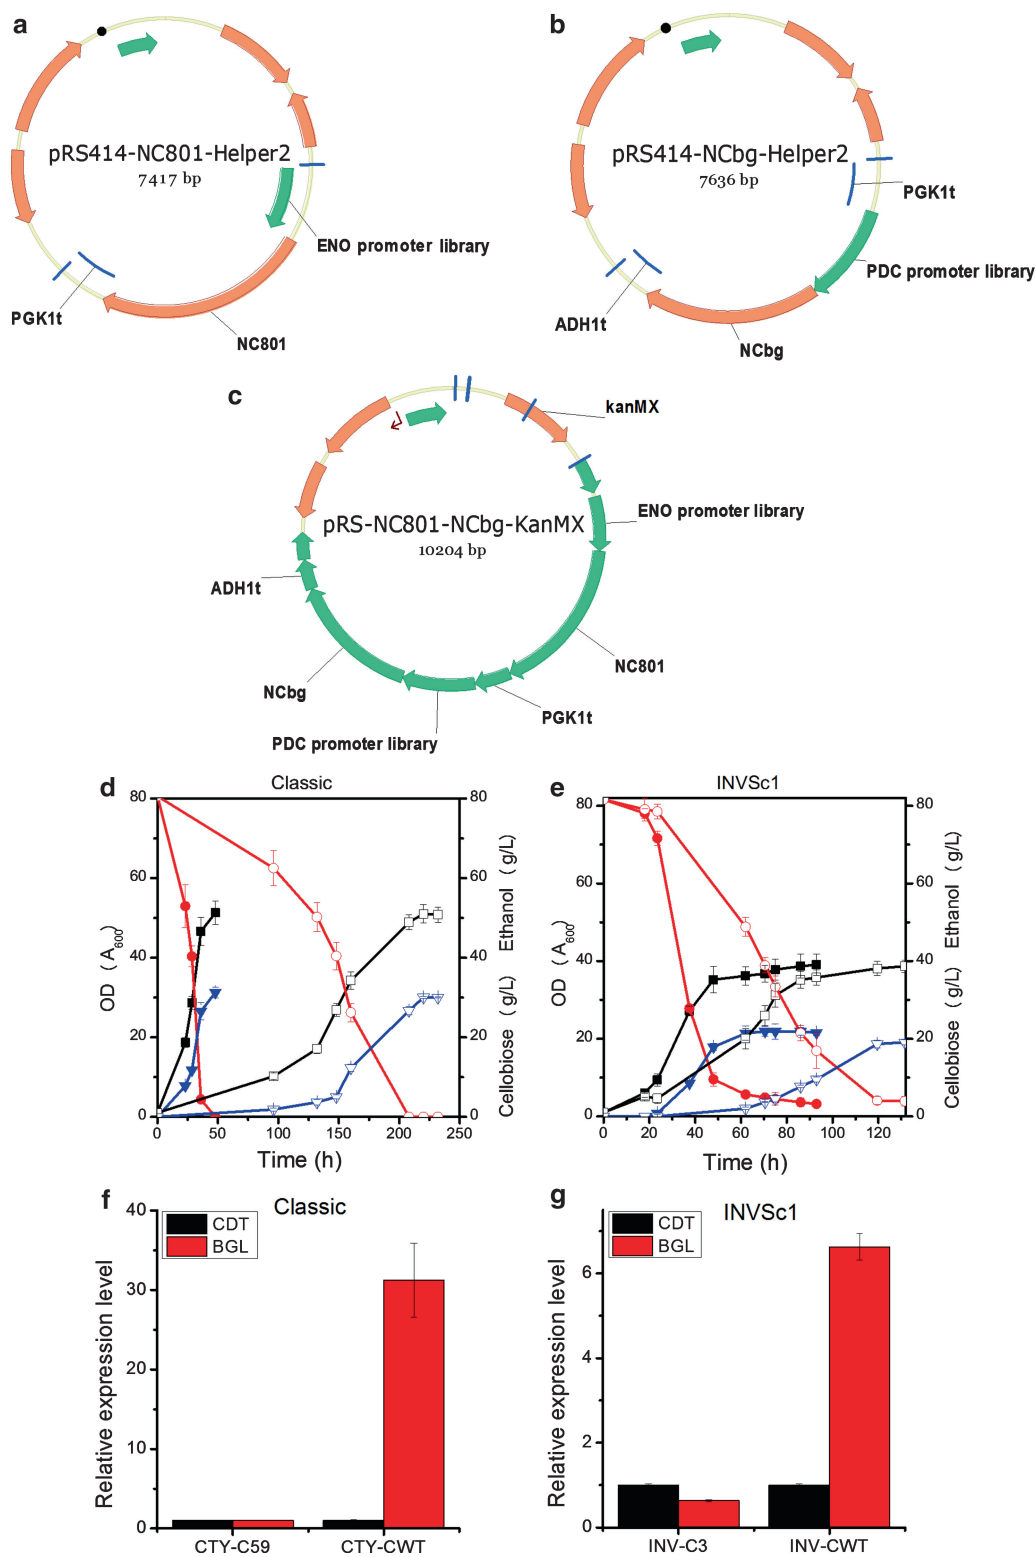 a
pRS414-NC801-Helper2
7417 bp
ENO promoter library
PGK1t
NC801
b
pRS414-NCbg-Helper2
7636 bp
PGK1t
PDC promoter library
ADH1t
NCbg
c
kanMX
pRS-NC801-NCbg-KanMX
10204 bp
ENO promoter library
ADH1t
NC801
NCbg
PGK1t
PDC promoter library
d
Classic
80
60
40
20
0
OD (A600)
80
60
40
20
0
Cellobiose (g/L) Ethanol (g/L)
0 50 100 150 200 250
Time (h)
e
INVSc1
80
60
40
20
0
OD (A600)
80
60
40
20
0
Cellobiose (g/L) Ethanol (g/L)
0 20 40 60 80 100 120
Time (h)
f
Classic
CDT
BGL
40
30
20
10
0
Relative expression level
CTY-C59 CTY-CWT
g
INVSc1
CDT
BGL
6
4
2
0
Relative expression level
INV-C3 INV-CWT